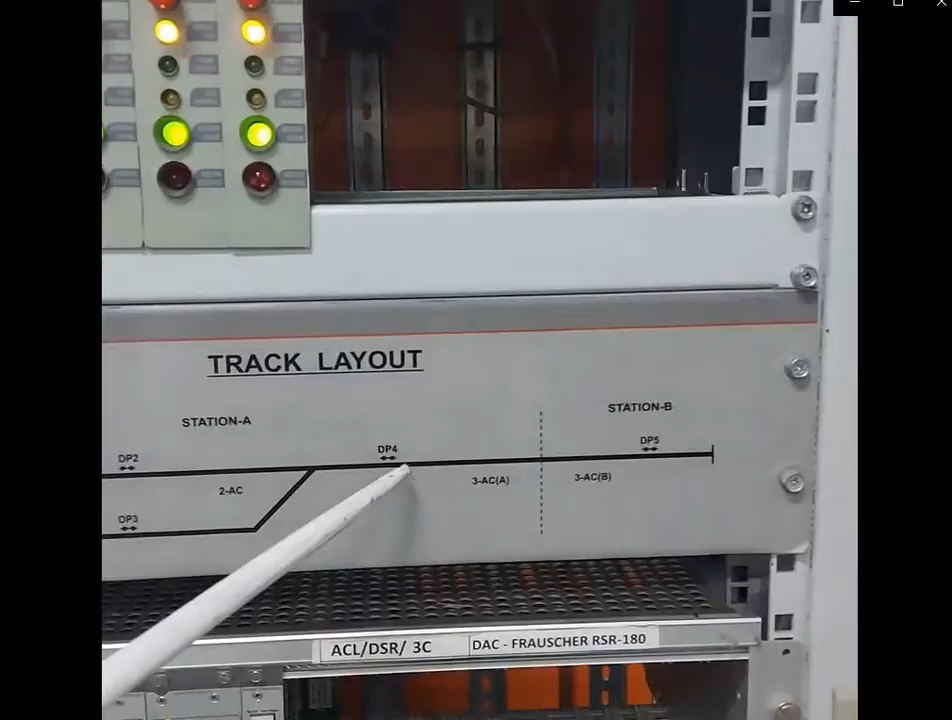 TRACK LAYOUT
STATION-A
STATION-B
DP2
DP4
DP5
2-AC
3-AC(A)
3-AC(B)
DP3
ACL/DSR/ 3C
DAC - FRAUSCHER RSR-180